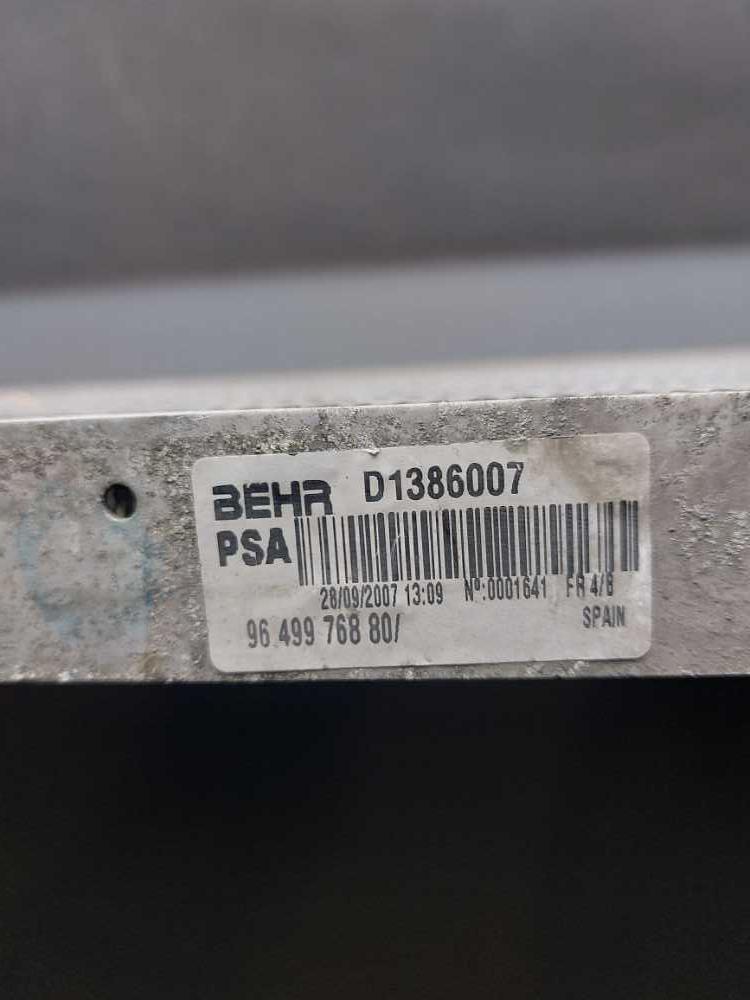 BEHR D1386007
PSA
28/09/2007 13:09 Nº:0001641 FR 4/8
96 499 768 80/ SPAIN